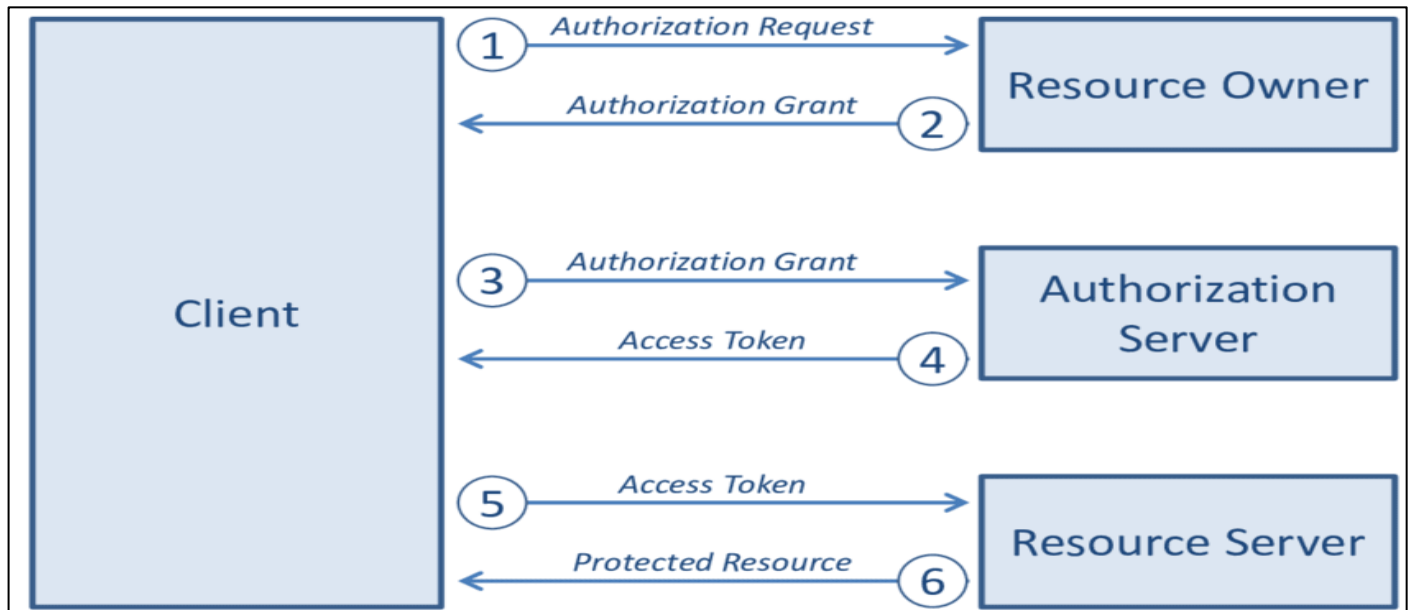 Client
1
Authorization Request
Resource Owner
Authorization Grant
2
3
Authorization Grant
Authorization
Server
Access Token
4
5
Access Token
Resource Server
Protected Resource
6